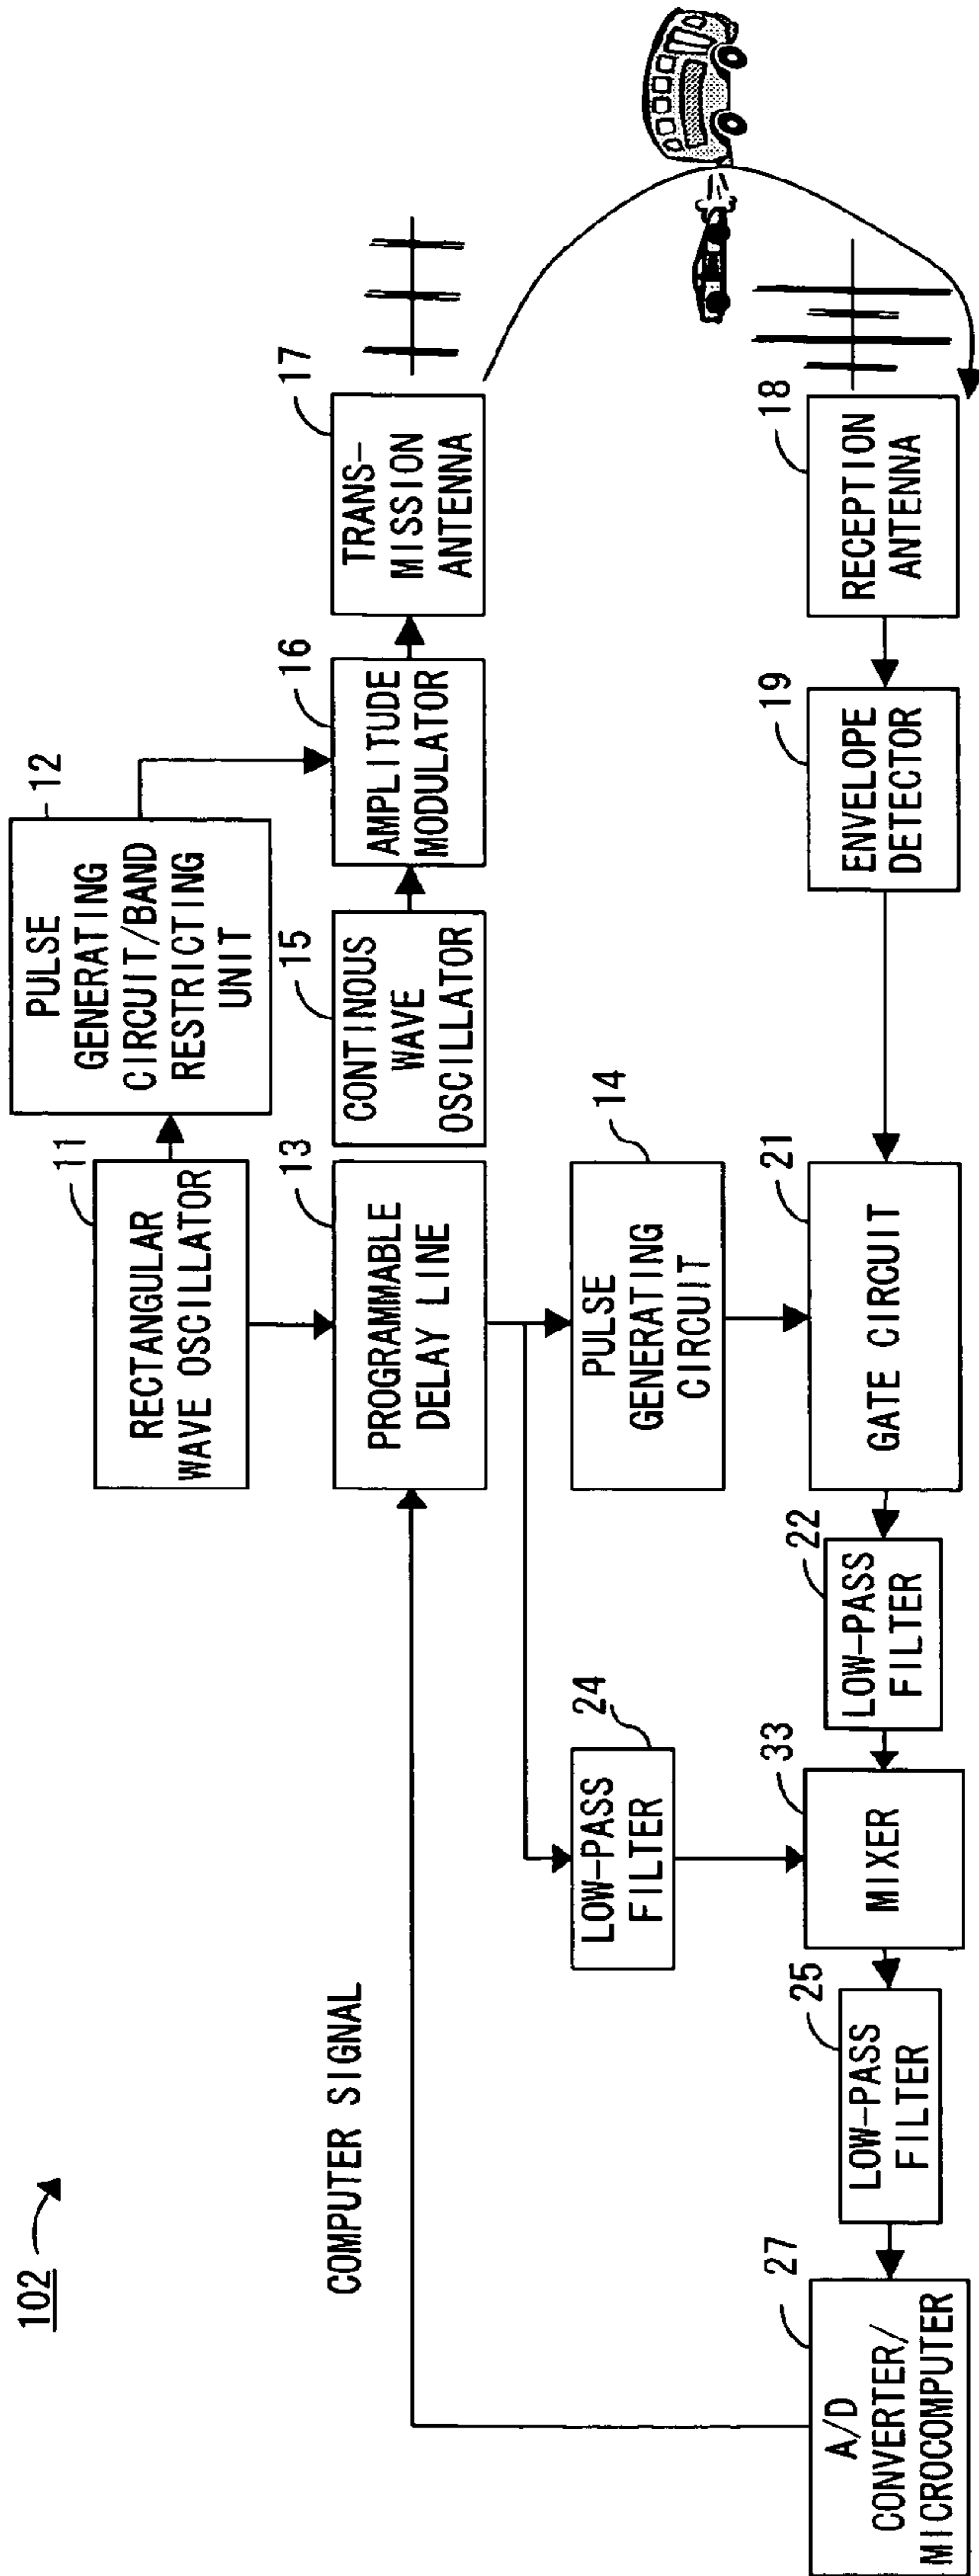 102
11
RECTANGULAR
WAVE OSCILLATOR
12
PULSE
GENERATING
CIRCUIT/BAND
RESTRICTING
UNIT
COMPUTER SIGNAL
13
PROGRAMMABLE
DELAY LINE
15
CONTINOUS
WAVE
OSCILLATOR
16
AMPLITUDE
MODULATOR
17
TRANS-
MISSION
ANTENNA
24
LOW-PASS
FILTER
14
PULSE
GENERATING
CIRCUIT
27
A/D
CONVERTER/
MICROCOMPUTER
25
LOW-PASS
FILTER
33
MIXER
22
LOW-PASS
FILTER
21
GATE CIRCUIT
19
ENVELOPE
DETECTOR
18
RECEPTION
ANTENNA